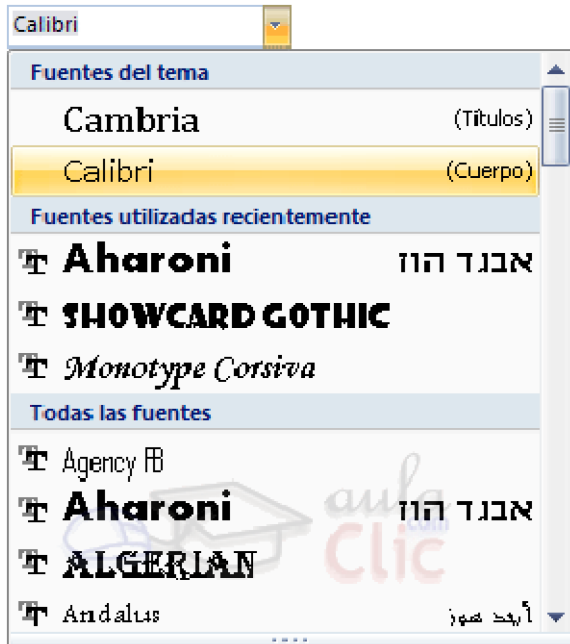 Calibri
Fuentes del tema
Cambria (Títulos)
Calibri (Cuerpo)
Fuentes utilizadas recientemente
Aharoni אבגד הוז
SHOWCARD GOTHIC
Monotype Corsiva
Todas las fuentes
Agency FB
Aharoni אבגד הוז
ALGERIAN
Andalus أبجد هوز
aula
.com
Clic